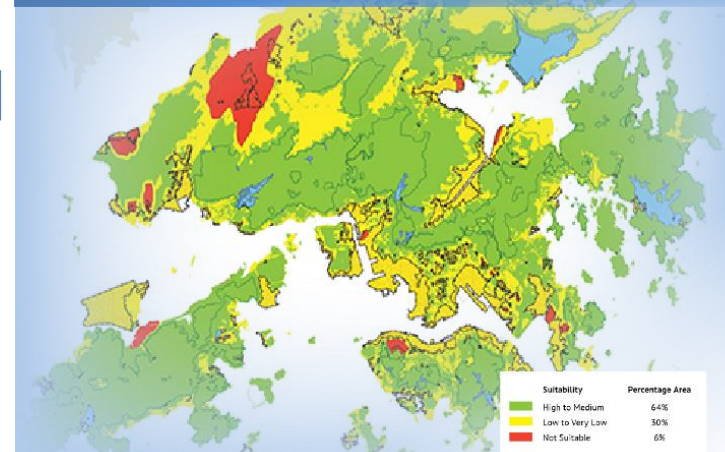 Suitability Percentage Area
High to Medium 64%
Low to Very Low 30%
Not Suitable 6%